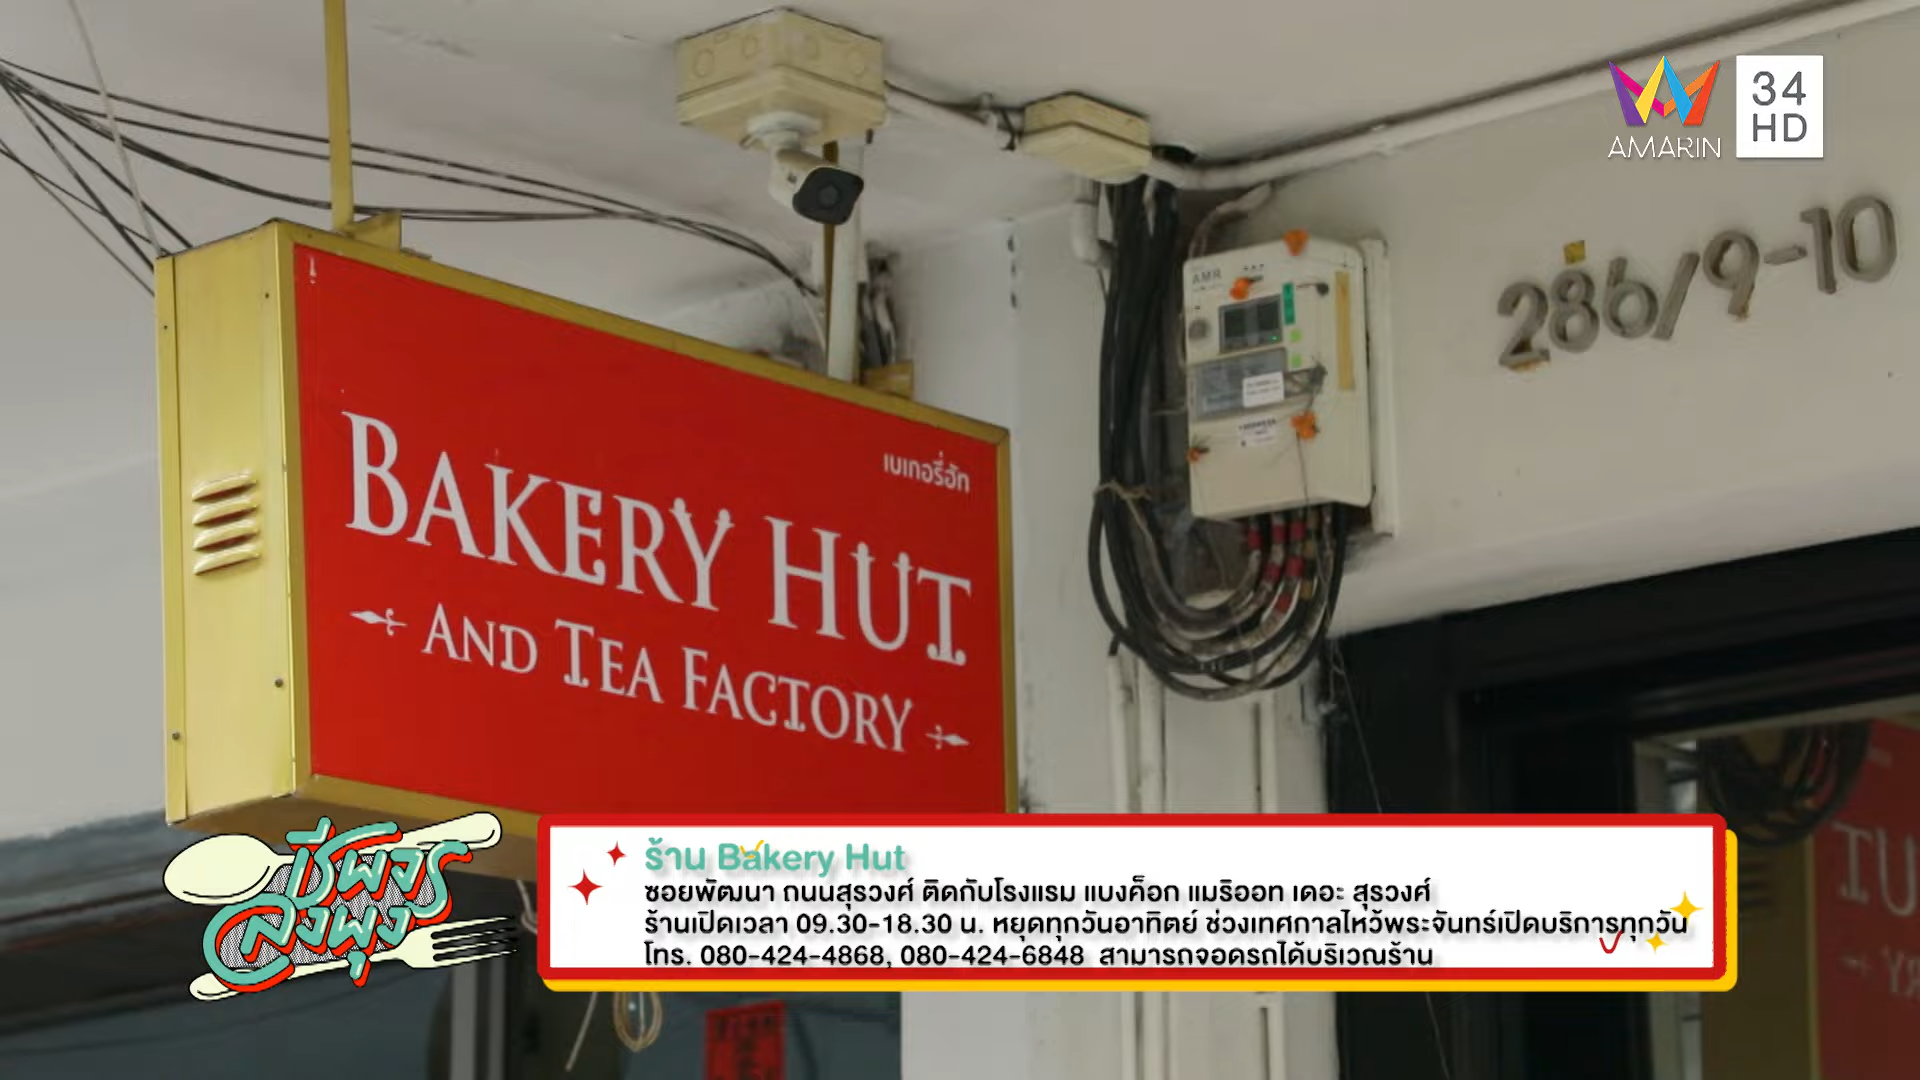 AMARIN
34
HD
286/9-10
AMR
เบเกอรี่ฮัท
BAKERY HUT
AND TEA FACTORY
ชีพจร
ลงพุง
ร้าน Bakery Hut
ซอยพัฒนา ถนนสุรวงศ์ ติดกับโรงแรม แบงค็อก แมริออท เดอะ สุรวงศ์
ร้านเปิดเวลา 09.30-18.30 น. หยุดทุกวันอาทิตย์ ช่วงเทศกาลไหว้พระจันทร์เปิดบริการทุกวัน
โทร. 080-424-4868, 080-424-6848 สามารถจอดรถได้บริเวณร้าน